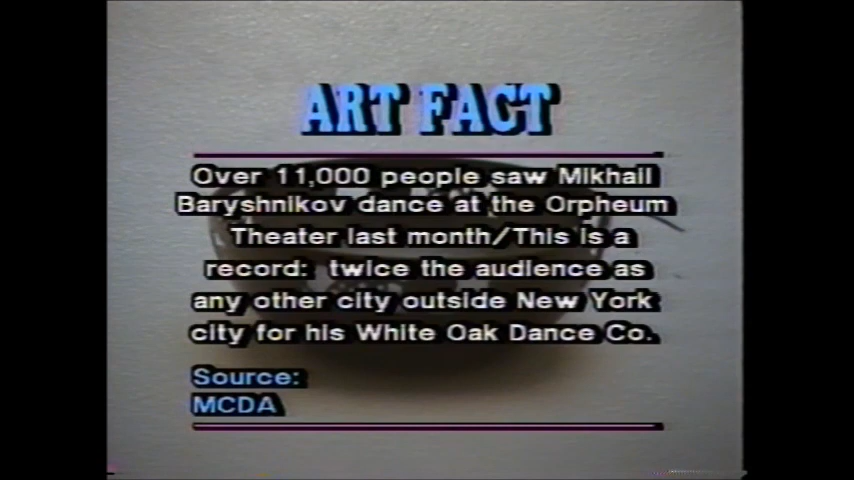 ART FACT
Over 11,000 people saw Mikhail
Baryshnikov dance at the Orpheum
Theater last month/This is a
record: twice the audience as
any other city outside New York
city for his White Oak Dance Co.
Source:
MCDA